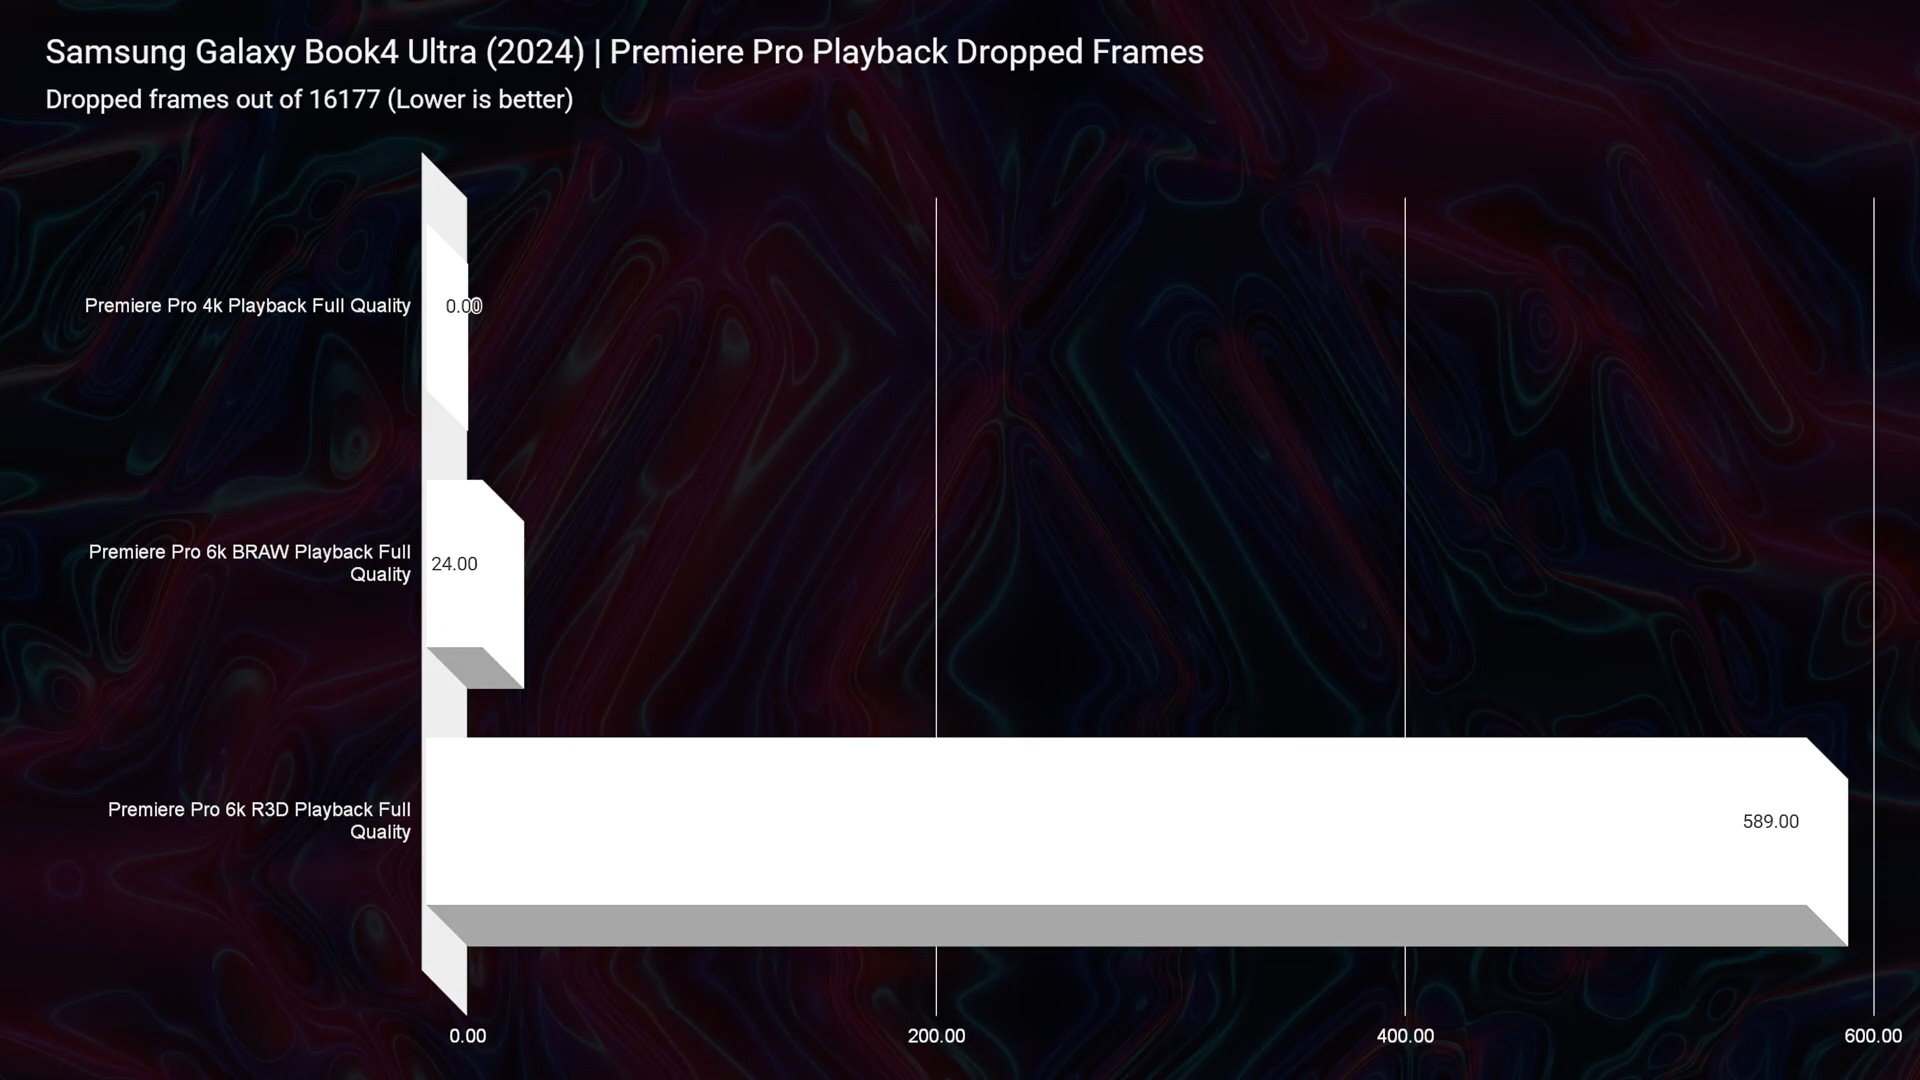 Samsung Galaxy Book4 Ultra (2024) | Premiere Pro Playback Dropped Frames
Dropped frames out of 16177 (Lower is better)
Premiere Pro 4k Playback Full Quality
0.00
Premiere Pro 6k BRAW Playback Full
Quality
24.00
Premiere Pro 6k R3D Playback Full
Quality
589.00
0.00
200.00
400.00
600.00